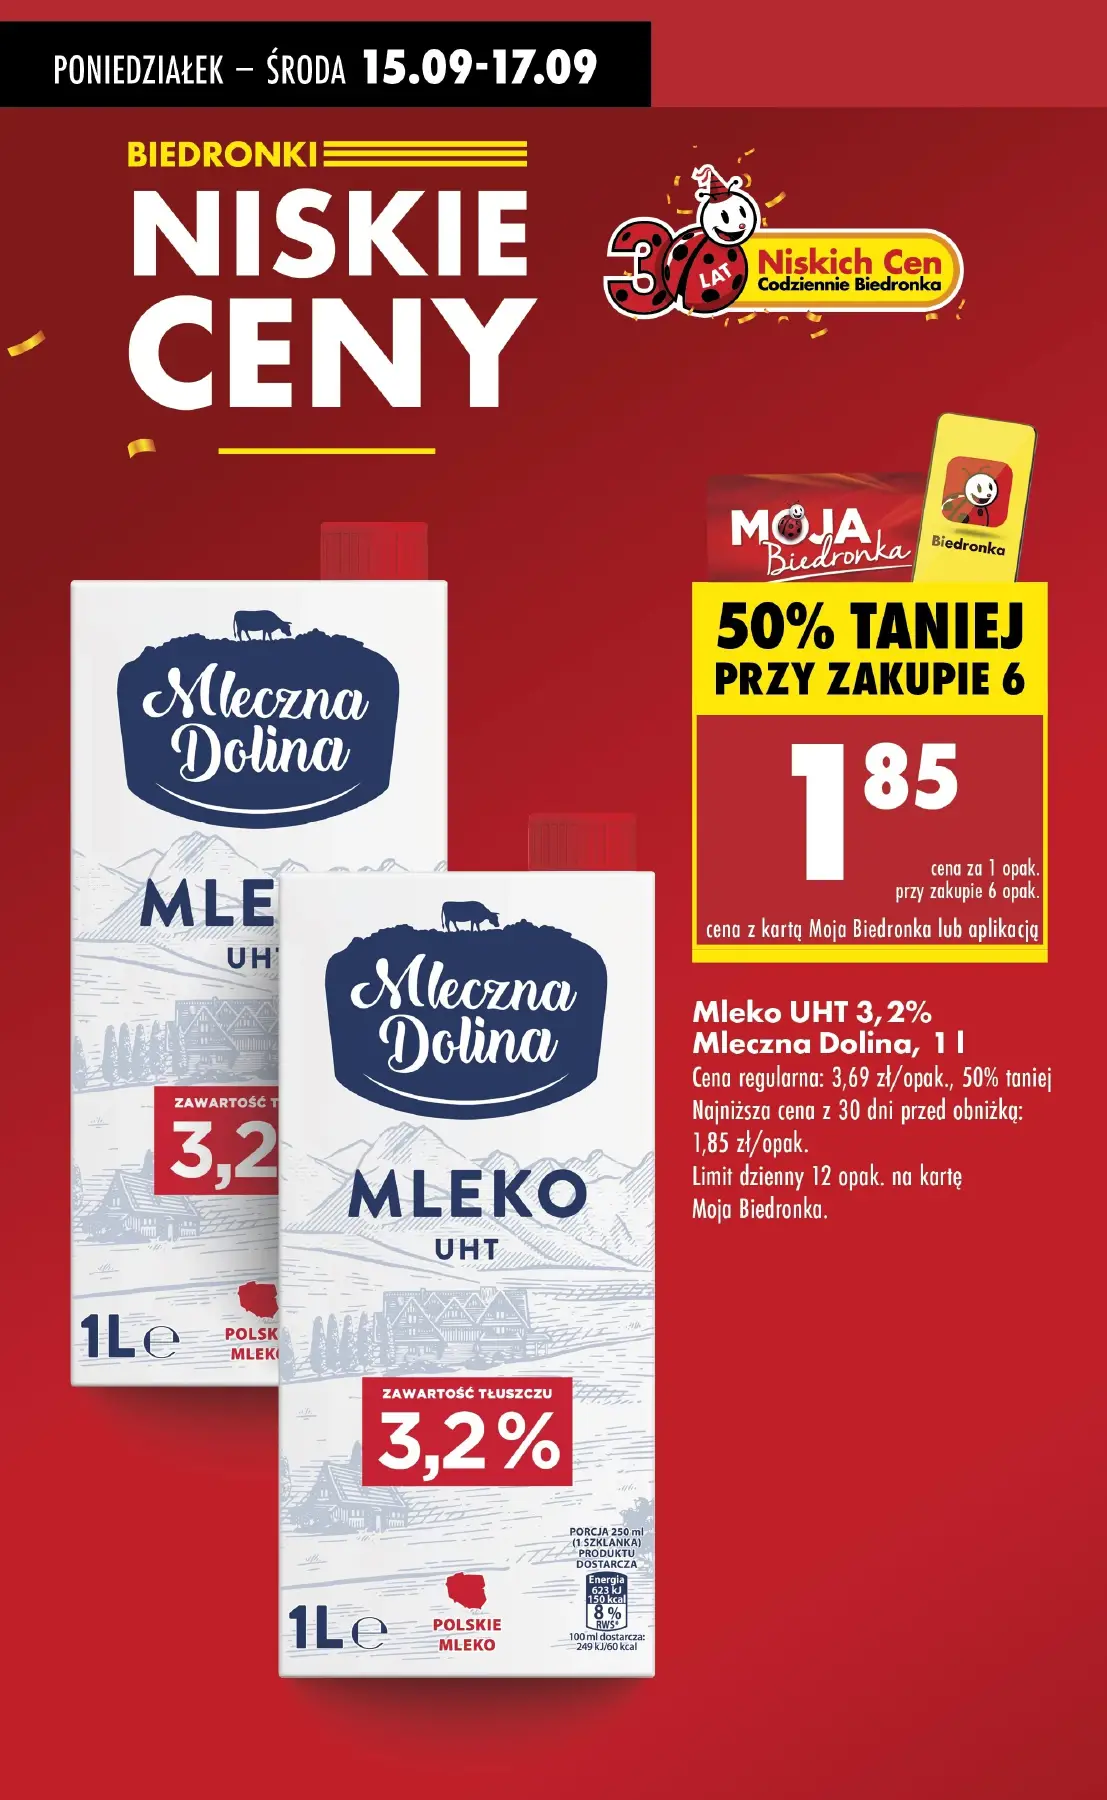 PONIEDZIAŁEK – ŚRODA 15.09-17.09
BIEDRONKI
NISKIE
CENY
30 LAT
Niskich Cen
Codziennie Biedronka
MOJA
Biedronka
Biedronka
50% TANIEJ
PRZY ZAKUPIE 6
1 85
cena za 1 opak.
przy zakupie 6 opak.
cena z kartą Moja Biedronka lub aplikacją
Mleko UHT 3,2%
Mleczna Dolina, 1 l
Cena regularna: 3,69 zł/opak., 50% taniej
Najniższa cena z 30 dni przed obniżką:
1,85 zł/opak.
Limit dzienny 12 opak. na kartę
Moja Biedronka.
Mleczna
Dolina
MLE
UHT
ZAWARTOŚĆ T
3,2
1L e
POLSK
MLEK
Mleczna
Dolina
MLEKO
UHT
ZAWARTOŚĆ TŁUSZCZU
3,2%
PORCJA 250 ml
(1 SZKLANKA)
PRODUKTU
DOSTARCZA
Energia
623 kJ
150 kcal
8 %
RWS*
100 ml dostarcza:
249 kJ/60 kcal
1L e
POLSKIE
MLEKO